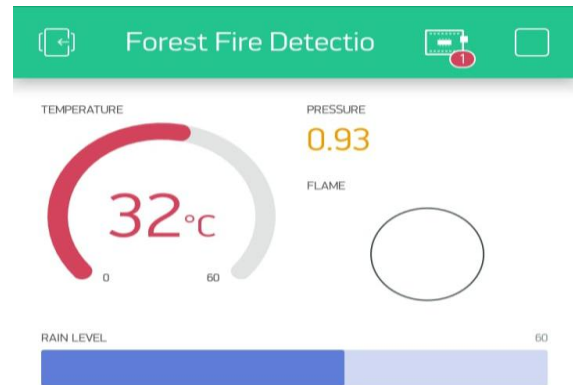 Forest Fire Detectio
1
TEMPERATURE
32°C
0 60
PRESSURE
0.93
FLAME
RAIN LEVEL 60